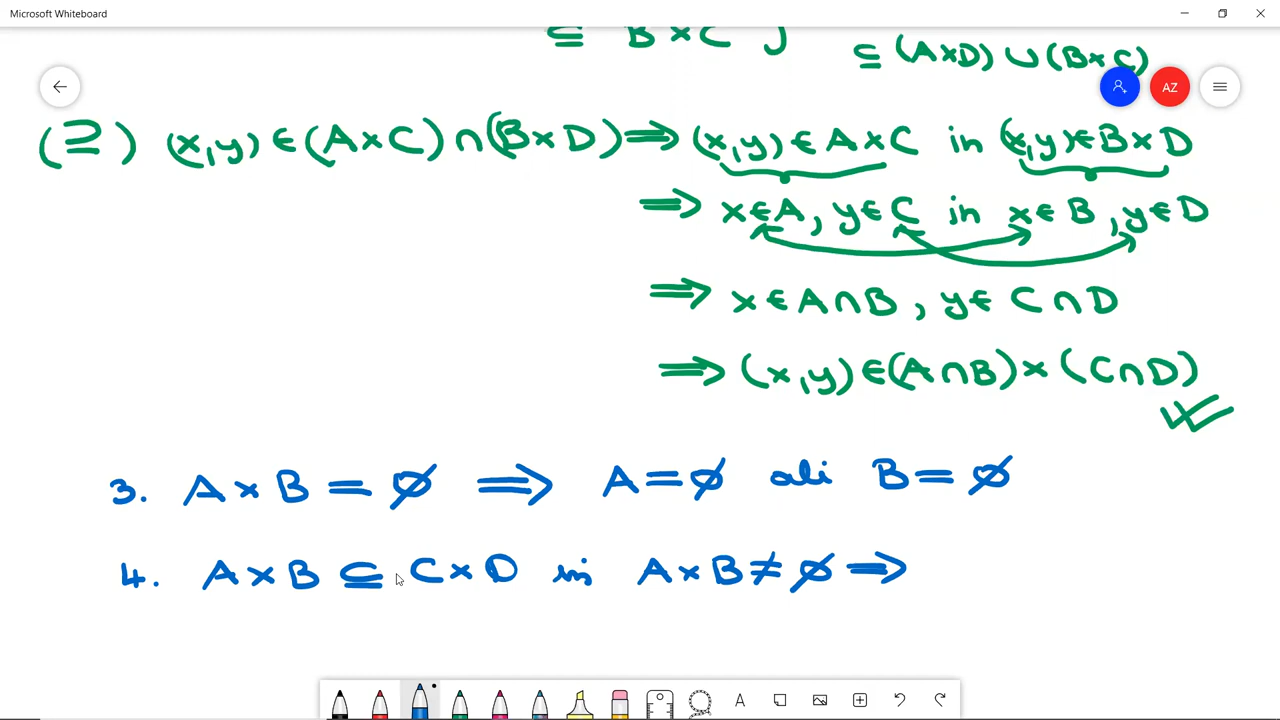 Microsoft Whiteboard
⊆ B×C } ⊆ (A×D) ∪ (B×C)
AZ
(⊇) (x,y) ∈ (A×C) ∩ (B×D) ⟹ (x,y) ∈ A×C in (x,y) ∈ B×D
⟹ x∈A, y∈C in x∈B, y∈D
⟹ x∈A∩B, y∈C∩D
⟹ (x,y) ∈ (A∩B)×(C∩D)
3. A×B = ∅ ⟹ A=∅ ali B=∅
4. A×B ⊆ C×D in A×B ≠ ∅ ⟹
A